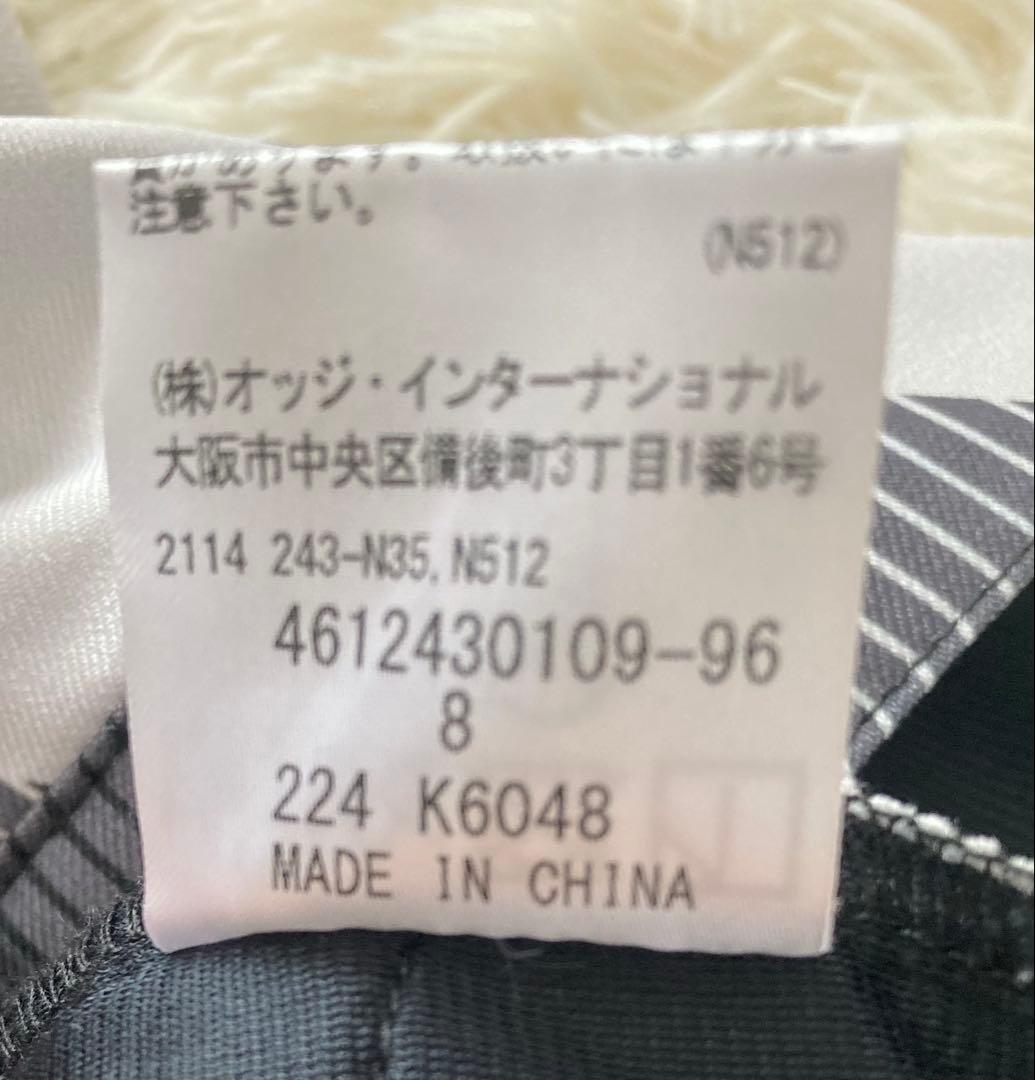 注意下さい。
(N512)
(株)オッジ・インターナショナル
大阪市中央区備後町3丁目1番6号
2114 243-N35,N512
4612430109-96
8
224 K6048
MADE IN CHINA